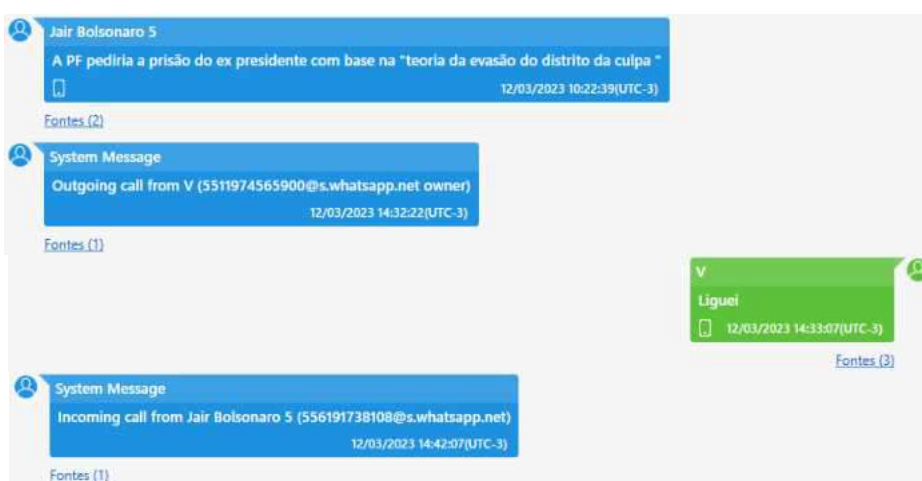 Jair Bolsonaro 5
A PF pediria a prisão do ex presidente com base na "teoria da evasão do distrito da culpa "
12/03/2023 10:22:39(UTC-3)
Fontes (2)
System Message
Outgoing call from V (5511974565900@s.whatsapp.net owner)
12/03/2023 14:32:22(UTC-3)
Fontes (1)
V
Liguei
12/03/2023 14:33:07(UTC-3)
Fontes (3)
System Message
Incoming call from Jair Bolsonaro 5 (556191738108@s.whatsapp.net)
12/03/2023 14:42:07(UTC-3)
Fontes (1)